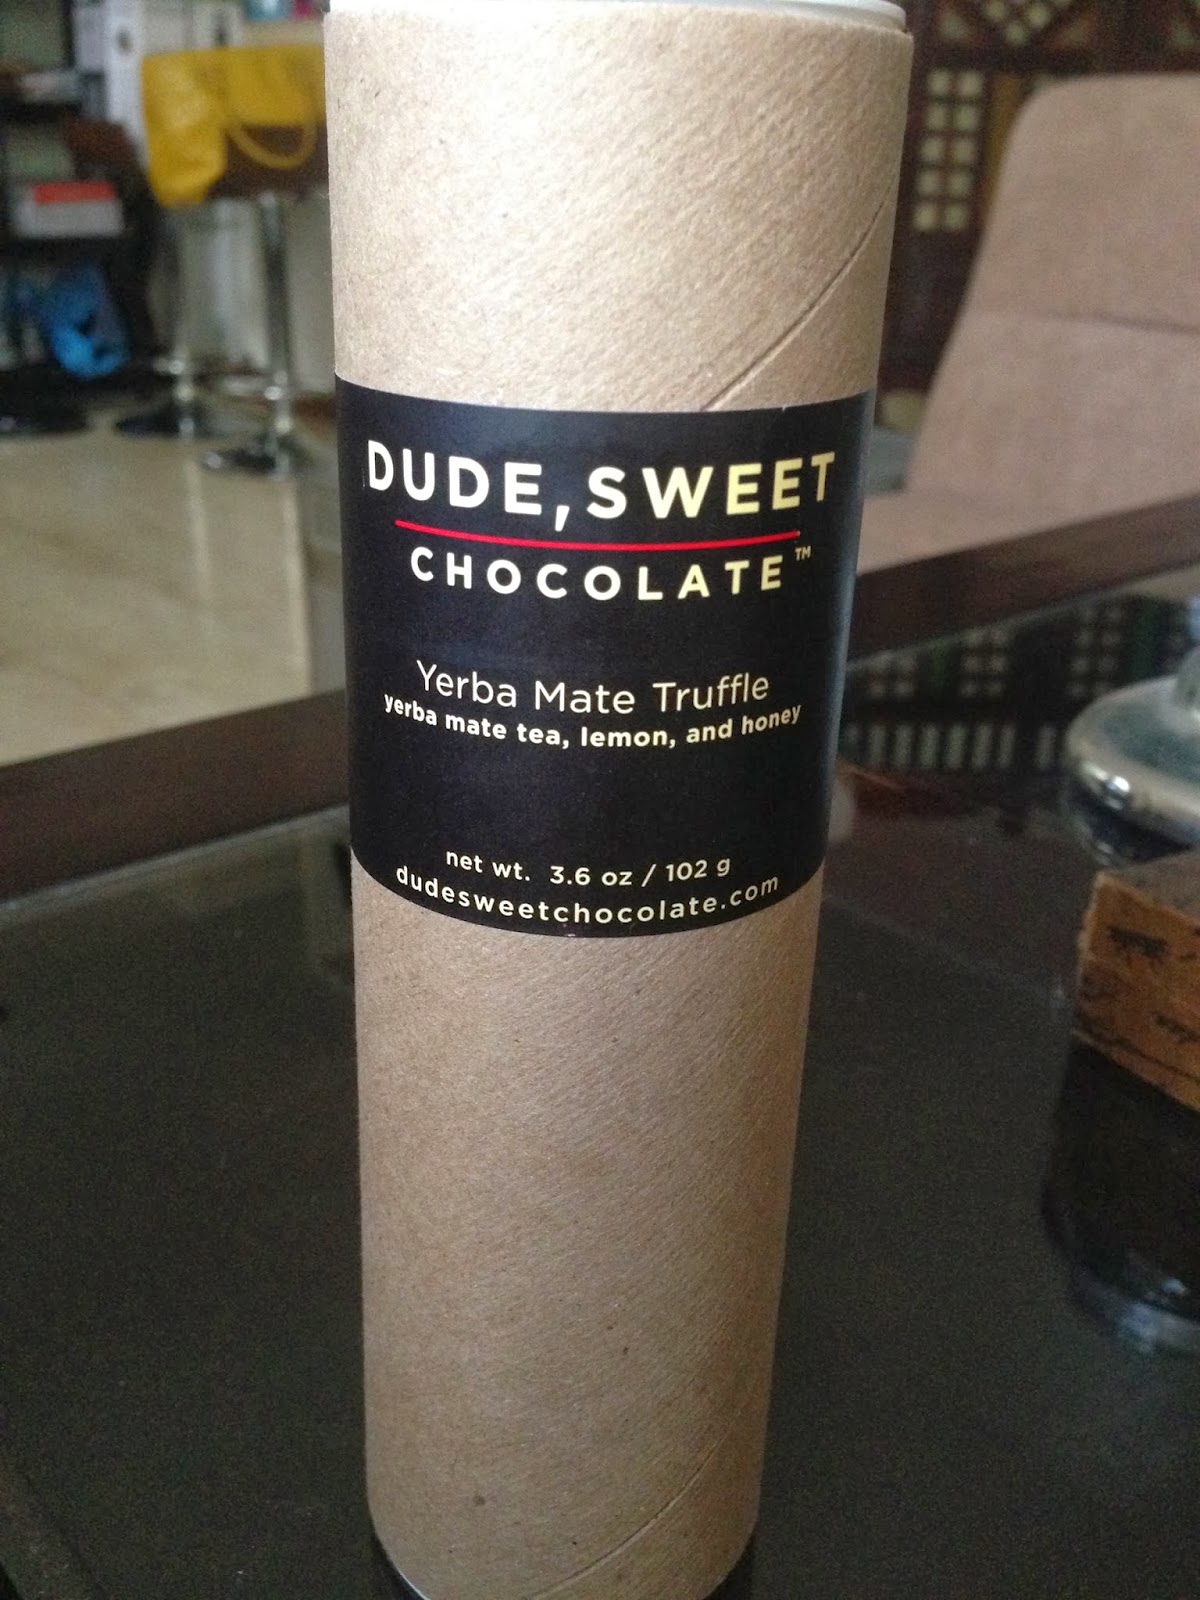 DUDE, SWEET
CHOCOLATE™
Yerba Mate Truffle
yerba mate tea, lemon, and honey
net wt. 3.6 oz / 102 g
dudesweetchocolate.com